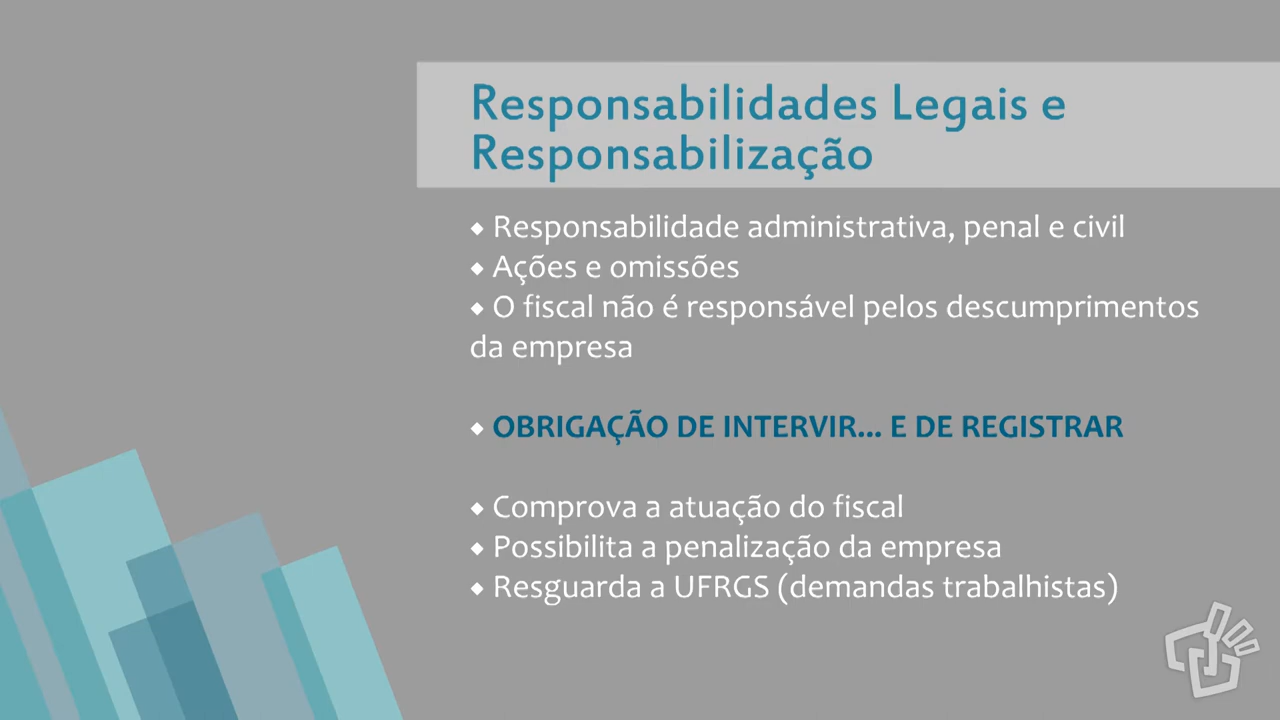 Responsabilidades Legais e
Responsabilização
◆ Responsabilidade administrativa, penal e civil
◆ Ações e omissões
◆ O fiscal não é responsável pelos descumprimentos
da empresa
◆ OBRIGAÇÃO DE INTERVIR... E DE REGISTRAR
◆ Comprova a atuação do fiscal
◆ Possibilita a penalização da empresa
◆ Resguarda a UFRGS (demandas trabalhistas)